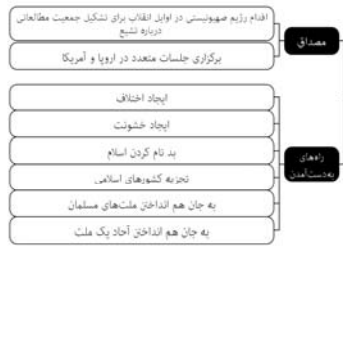 مصداق
اقدام رژیم صهیونیستی در اوایل انقلاب برای تشکیل جمعیت مطالعاتی
درباره تشیع
برگزاری جلسات متعدد در اروپا و آمریکا
راه‌های
به‌دست‌آمدن
ایجاد اختلاف
ایجاد خشونت
بد نام کردن اسلام
تجزیه کشورهای اسلامی
به جان هم انداختن ملت‌های مسلمان
به جان هم انداختن آحاد یک ملت